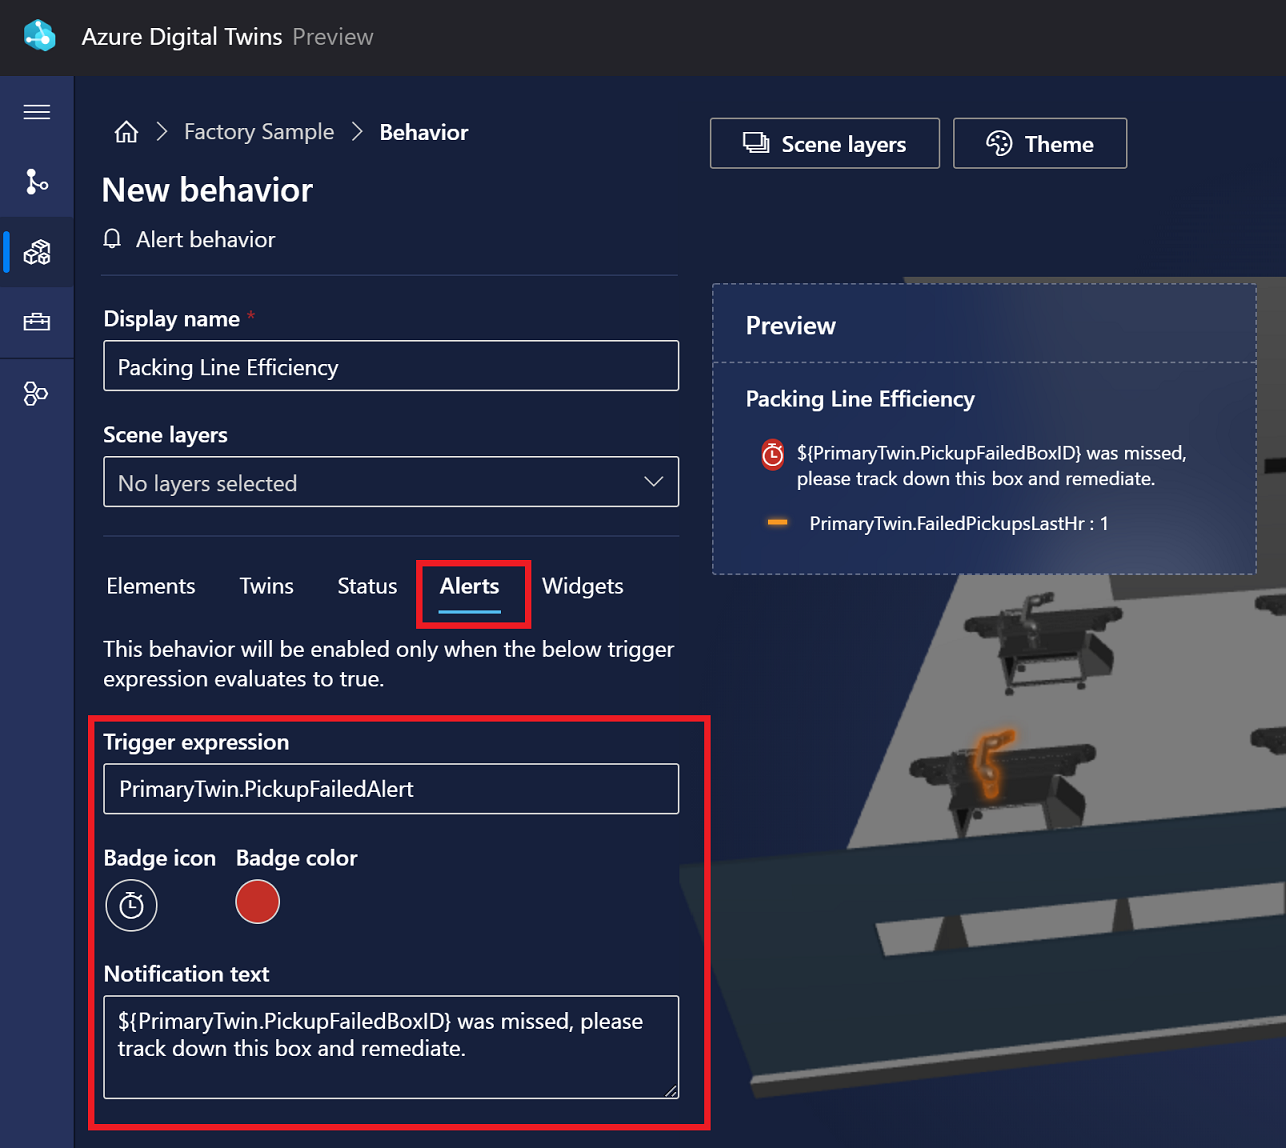 Azure Digital Twins Preview
Factory Sample Behavior
Scene layers Theme
New behavior
Alert behavior
Display name *
Packing Line Efficiency
Scene layers
No layers selected
Elements Twins Status Alerts Widgets
This behavior will be enabled only when the below trigger
expression evaluates to true.
Trigger expression
PrimaryTwin.PickupFailedAlert
Badge icon Badge color
Notification text
${PrimaryTwin.PickupFailedBoxID} was missed, please
track down this box and remediate.
Preview
Packing Line Efficiency
${PrimaryTwin.PickupFailedBoxID} was missed,
please track down this box and remediate.
PrimaryTwin.FailedPickupsLastHr : 1